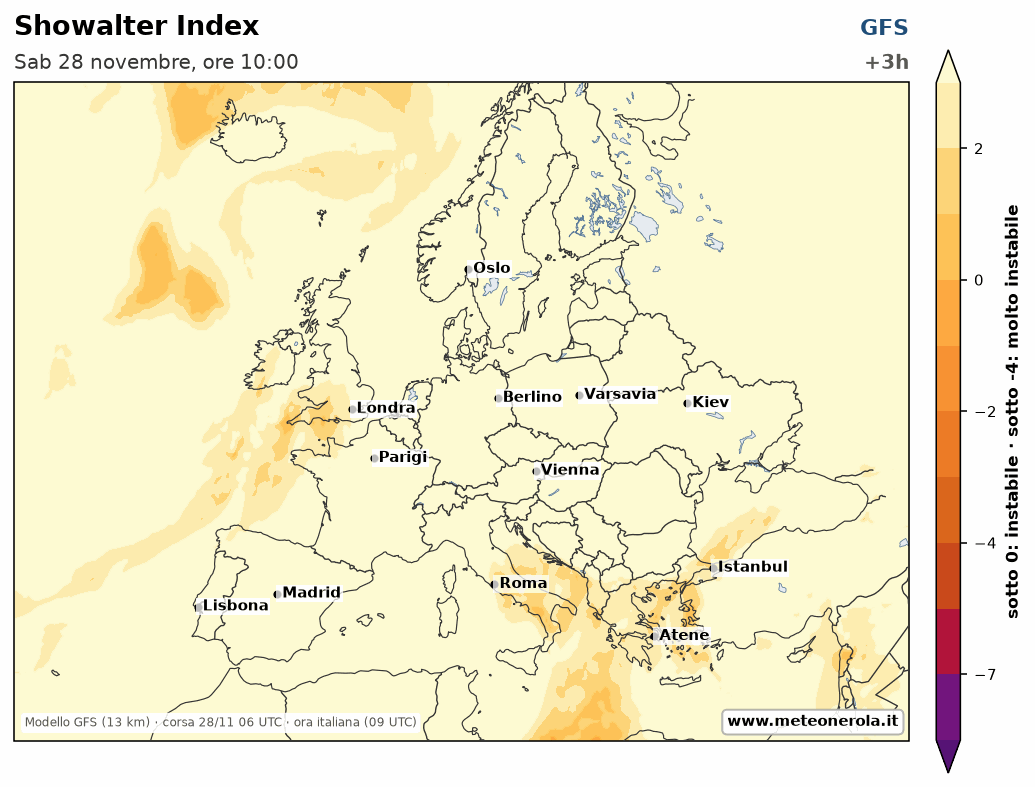 Showalter Index
GFS
Sab 28 novembre, ore 10:00
+3h
Oslo
Londra
Berlino
Varsavia
Kiev
Parigi
Vienna
Istanbul
Roma
Madrid
Lisbona
Atene
Modello GFS (13 km) · corsa 28/11 06 UTC · ora italiana (09 UTC)
www.meteonerola.it
2
0
−2
−4
−7
sotto 0: instabile · sotto -4: molto instabile